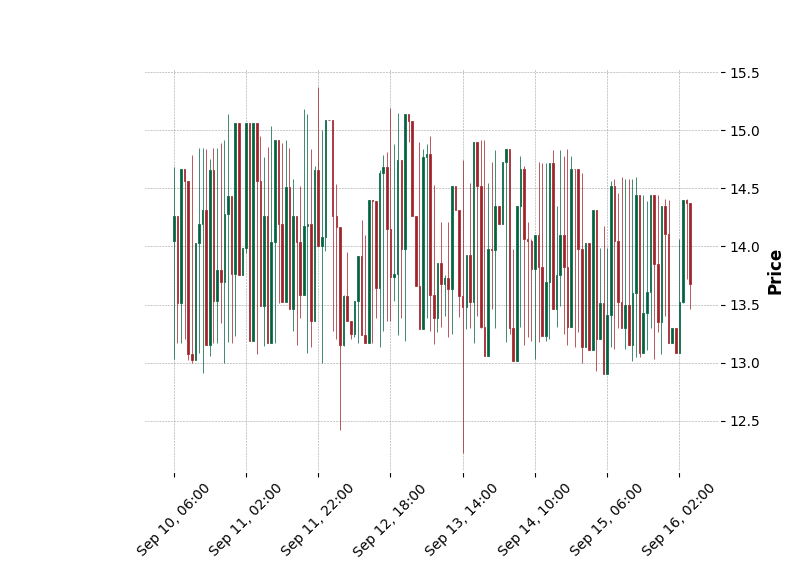 15.5
15.0
14.5
14.0
13.5
13.0
12.5
Price
Sep 10, 06:00
Sep 11, 02:00
Sep 11, 22:00
Sep 12, 18:00
Sep 13, 14:00
Sep 14, 10:00
Sep 15, 06:00
Sep 16, 02:00